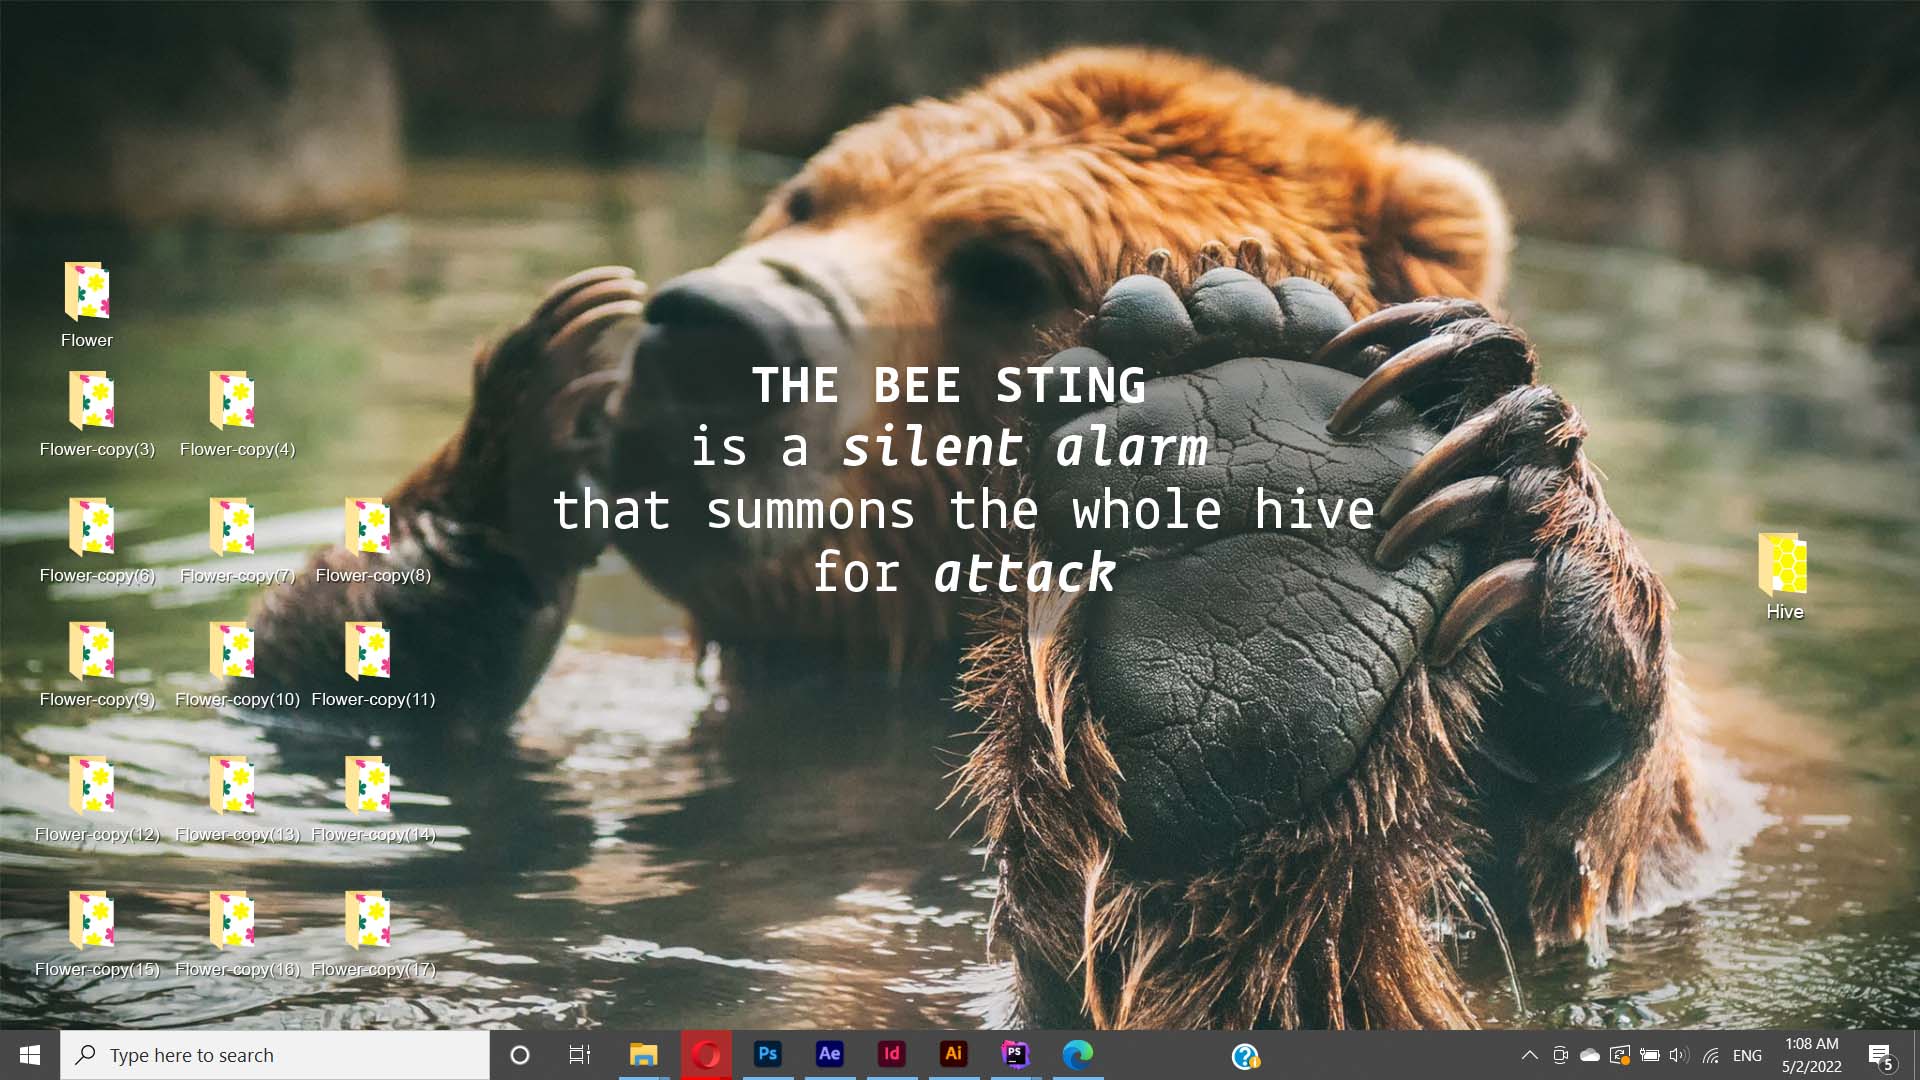 THE BEE STING
is a silent alarm
that summons the whole hive
for attack
Flower
Flower-copy(3) Flower-copy(4)
Flower-copy(6) Flower-copy(7) Flower-copy(8)
Hive
Flower-copy(9) Flower-copy(10) Flower-copy(11)
Flower-copy(12) Flower-copy(13) Flower-copy(14)
Flower-copy(15) Flower-copy(16) Flower-copy(17)
Type here to search
Ps Ae Id Ai PS
ENG
1:08 AM
5/2/2022
5